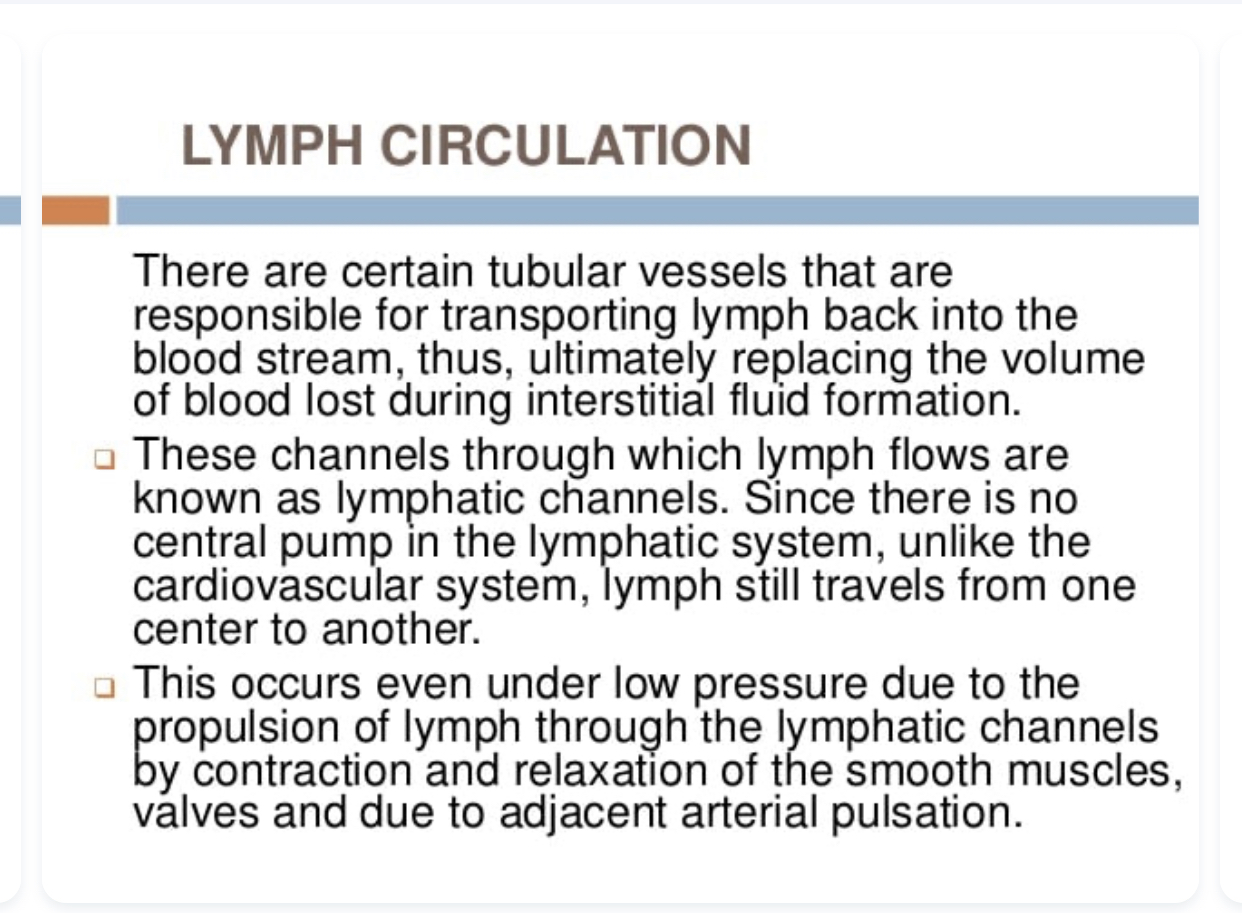 LYMPH CIRCULATION
There are certain tubular vessels that are
responsible for transporting lymph back into the
blood stream, thus, ultimately replacing the volume
of blood lost during interstitial fluid formation.
These channels through which lymph flows are
known as lymphatic channels. Since there is no
central pump in the lymphatic system, unlike the
cardiovascular system, lymph still travels from one
center to another.
This occurs even under low pressure due to the
propulsion of lymph through the lymphatic channels
by contraction and relaxation of the smooth muscles,
valves and due to adjacent arterial pulsation.